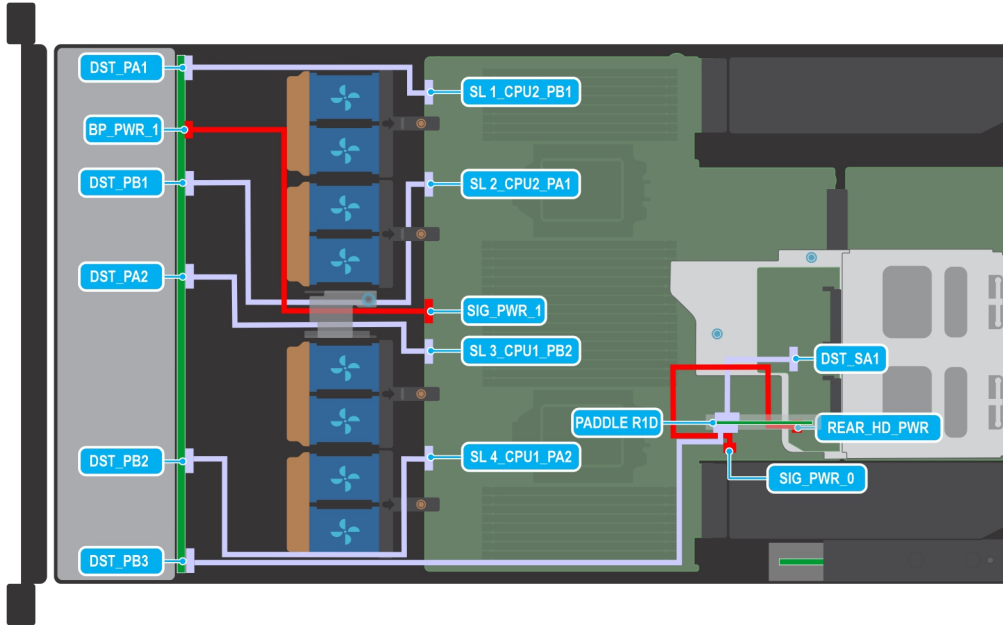 DST_PA1
SL 1_CPU2_PB1
BP_PWR_1
DST_PB1
SL 2_CPU2_PA1
DST_PA2
SIG_PWR_1
SL 3_CPU1_PB2
DST_SA1
PADDLE R1D
REAR_HD_PWR
DST_PB2
SL 4_CPU1_PA2
SIG_PWR_0
DST_PB3